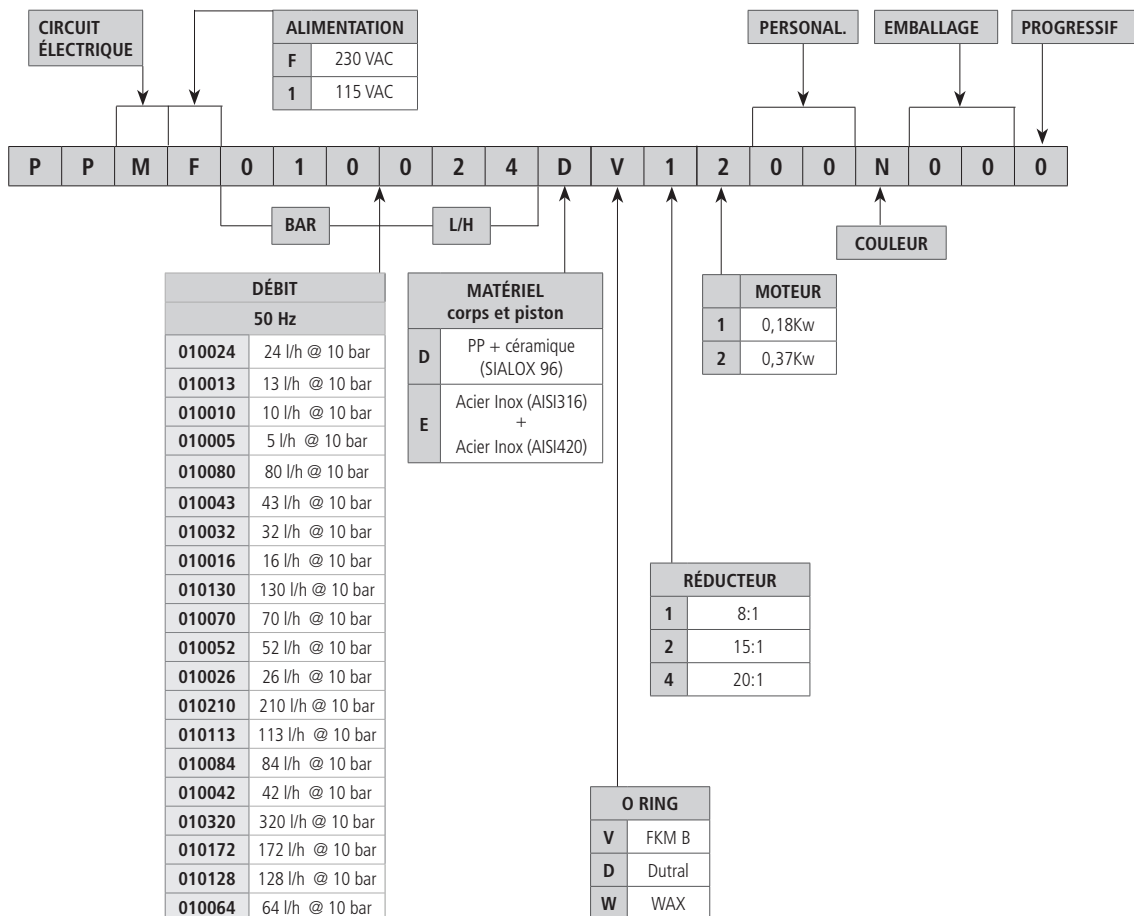 CIRCUIT
ÉLECTRIQUE
ALIMENTATION
F 230 VAC
1 115 VAC
PERSONAL.
EMBALLAGE
PROGRESSIF
P P M F 0 1 0 0 2 4 D V 1 2 0 0 N 0 0 0
BAR
L/H
COULEUR
DÉBIT
50 Hz
010024 24 l/h @ 10 bar
010013 13 l/h @ 10 bar
010010 10 l/h @ 10 bar
010005 5 l/h @ 10 bar
010080 80 l/h @ 10 bar
010043 43 l/h @ 10 bar
010032 32 l/h @ 10 bar
010016 16 l/h @ 10 bar
010130 130 l/h @ 10 bar
010070 70 l/h @ 10 bar
010052 52 l/h @ 10 bar
010026 26 l/h @ 10 bar
010210 210 l/h @ 10 bar
010113 113 l/h @ 10 bar
010084 84 l/h @ 10 bar
010042 42 l/h @ 10 bar
010320 320 l/h @ 10 bar
010172 172 l/h @ 10 bar
010128 128 l/h @ 10 bar
010064 64 l/h @ 10 bar
MATÉRIEL
corps et piston
D PP + céramique
(SIALOX 96)
E Acier Inox (AISI316)
+
Acier Inox (AISI420)
MOTEUR
1 0,18Kw
2 0,37Kw
RÉDUCTEUR
1 8:1
2 15:1
4 20:1
O RING
V FKM B
D Dutral
W WAX